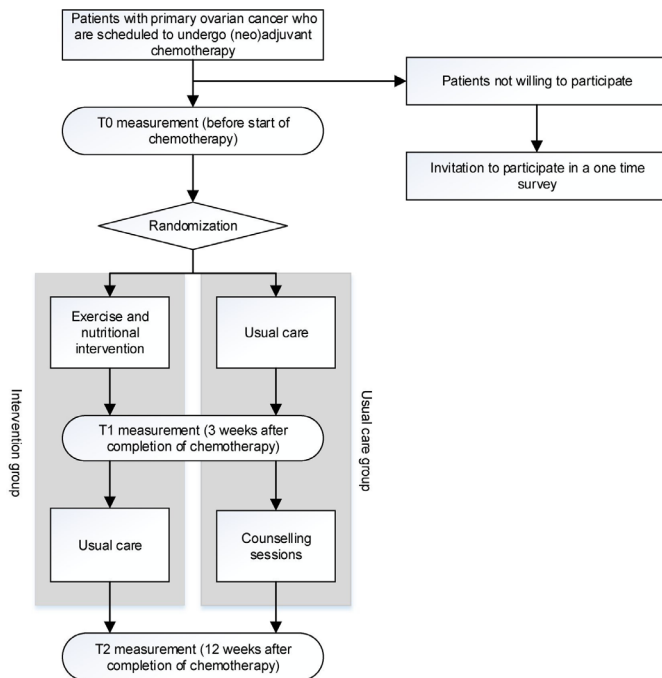 Patients with primary ovarian cancer who
are scheduled to undergo (neo)adjuvant
chemotherapy
Patients not willing to participate
T0 measurement (before start of
chemotherapy)
Invitation to participate in a one time
survey
Randomization
Exercise and
nutritional
intervention
Usual care
Intervention group
Usual care group
T1 measurement (3 weeks after
completion of chemotherapy)
Usual care
Counselling
sessions
T2 measurement (12 weeks after
completion of chemotherapy)